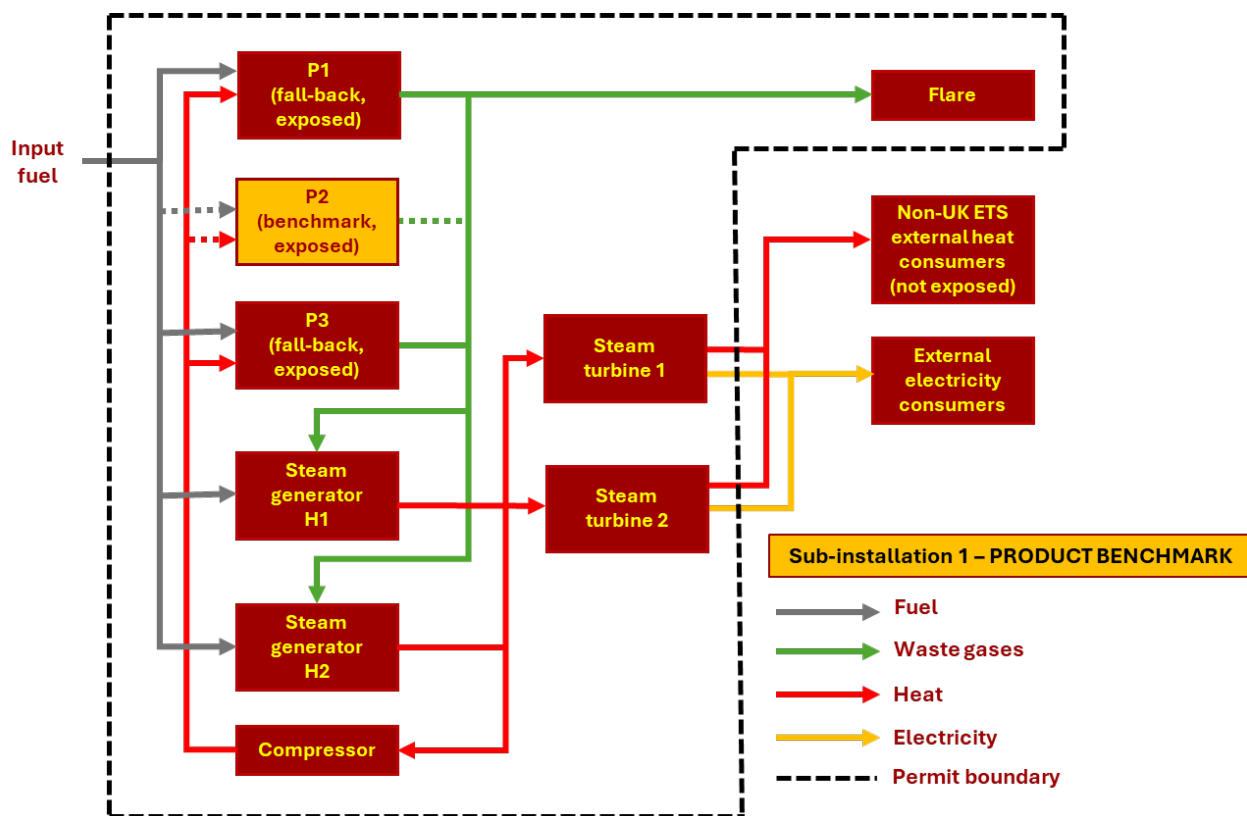 P1
(fall-back,
exposed)
Flare
Input
fuel
P2
(benchmark,
exposed)
Non-UK ETS
external heat
consumers
(not exposed)
P3
(fall-back,
exposed)
Steam
turbine 1
External
electricity
consumers
Steam
generator
H1
Steam
turbine 2
Sub-installation 1 – PRODUCT BENCHMARK
Fuel
Waste gases
Steam
generator
H2
Heat
Compressor
Electricity
Permit boundary